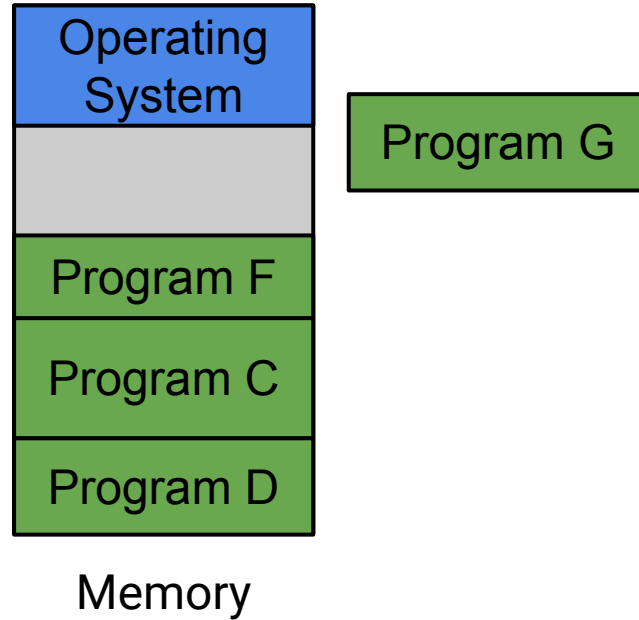 Operating
System
Program G
Program F
Program C
Program D
Memory